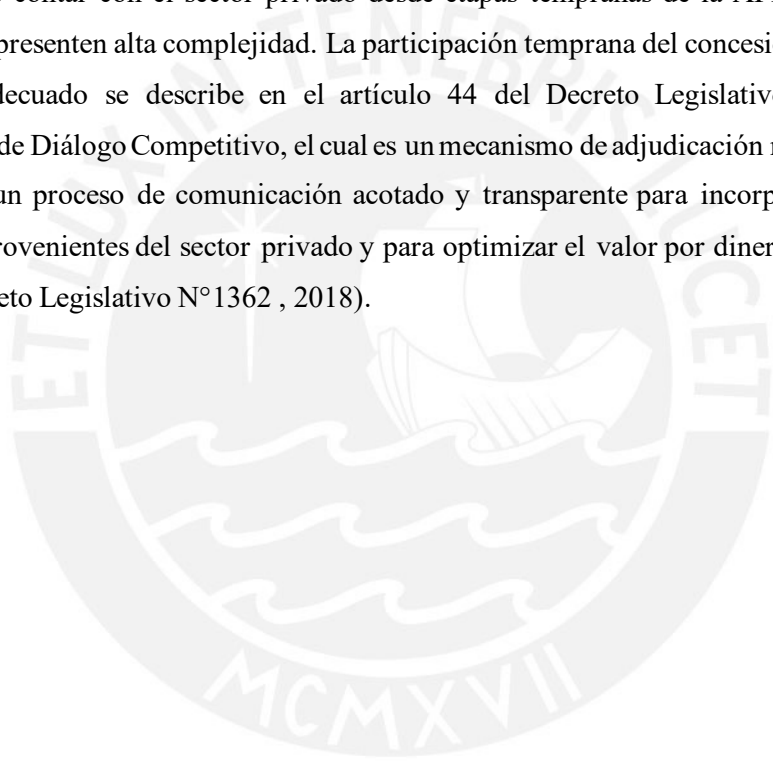 contar con el sector privado desde etapas tempranas de la
presenten alta complejidad. La participación temprana del
decuado se describe en el artículo 44 del Decreto Legislativo
de Diálogo Competitivo, el cual es un mecanismo de adjudicación
un proceso de comunicación acotado y transparente para
rovenientes del sector privado y para optimizar el valor por
eto Legislativo N°1362 , 2018).
ET LUX IN TENEBRIS LUCET
MCMXVII